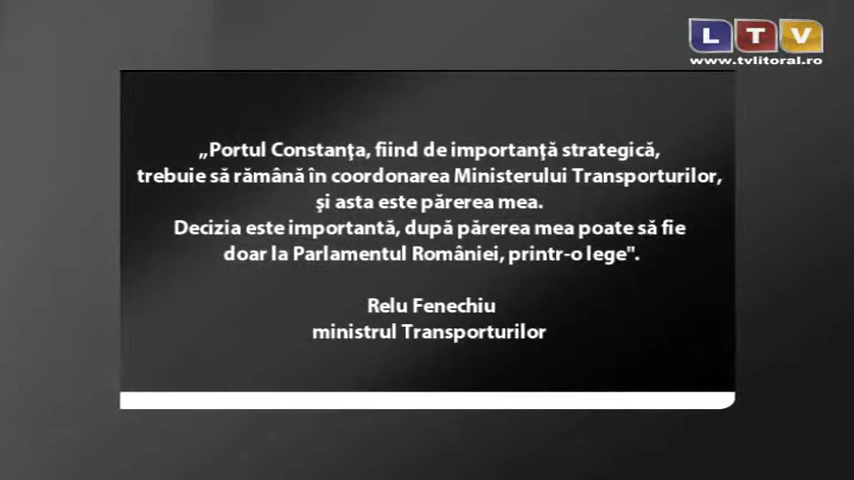 LTV
www.tvlitoral.ro
„Portul Constanţa, fiind de importanţă strategică,
trebuie să rămână în coordonarea Ministerului Transporturilor,
şi asta este părerea mea.
Decizia este importantă, după părerea mea poate să fie
doar la Parlamentul României, printr-o lege".
Relu Fenechiu
ministrul Transporturilor